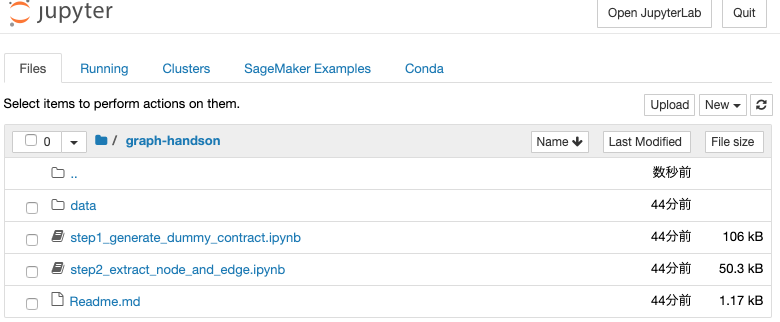 jupyter
Open JupyterLab Quit
Files Running Clusters SageMaker Examples Conda
Select items to perform actions on them.
Upload New
0 / graph-handson Name Last Modified File size
.. 数秒前
data 44分前
step1_generate_dummy_contract.ipynb 44分前 106 kB
step2_extract_node_and_edge.ipynb 44分前 50.3 kB
Readme.md 44分前 1.17 kB